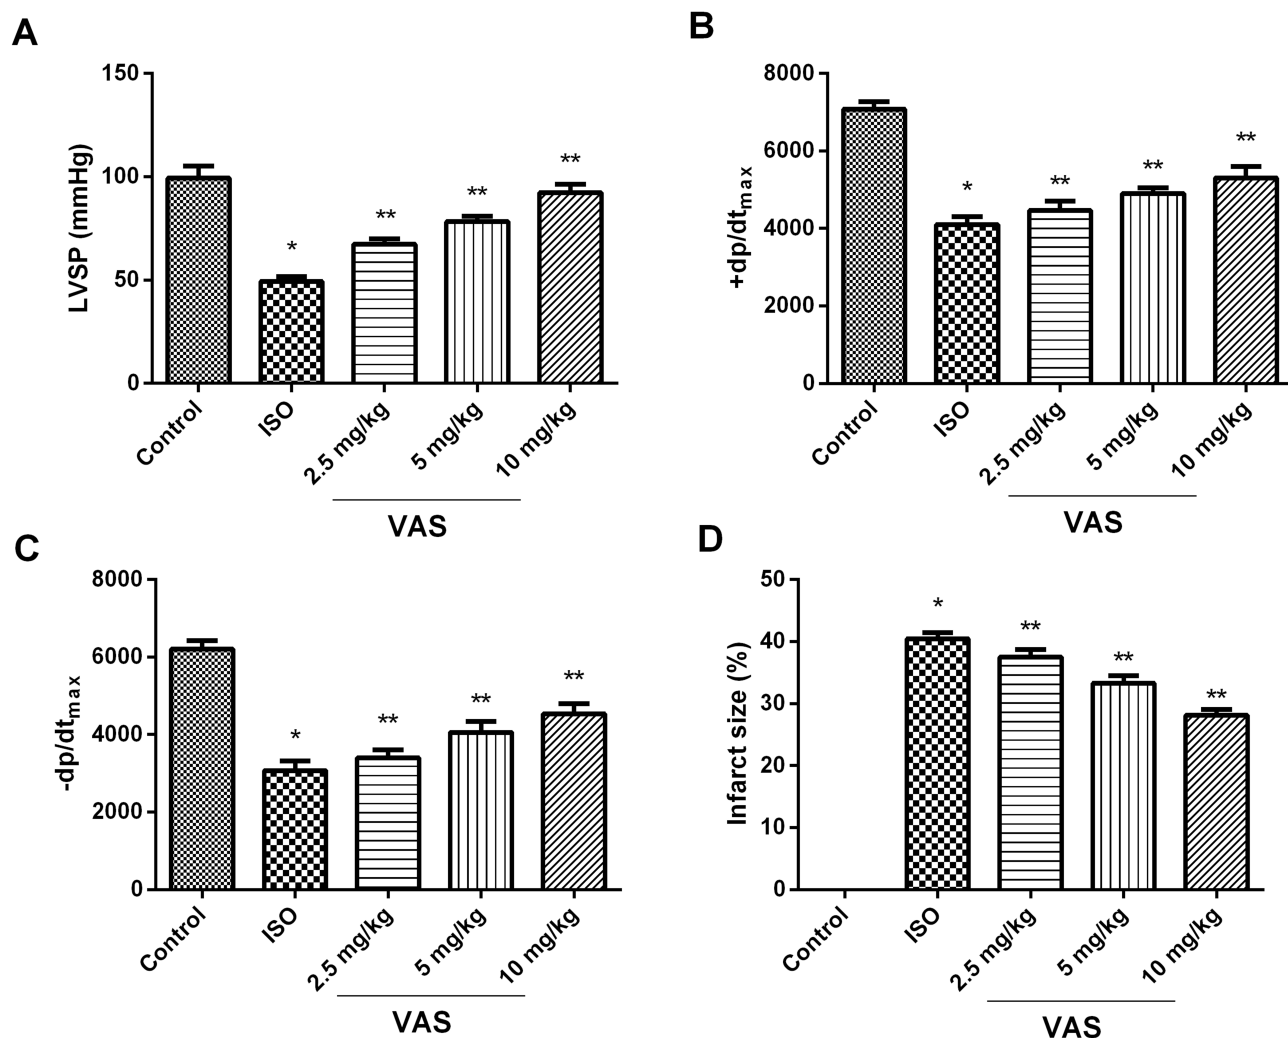 A
LVSP (mmHg)
150
100
50
0
*
**
**
**
Control
ISO
2.5 mg/kg
5 mg/kg
10 mg/kg
VAS
B
+dp/dtmax
8000
6000
4000
2000
0
*
**
**
**
Control
ISO
2.5 mg/kg
5 mg/kg
10 mg/kg
VAS
C
-dp/dtmax
8000
6000
4000
2000
0
*
**
**
**
Control
ISO
2.5 mg/kg
5 mg/kg
10 mg/kg
VAS
D
Infarct size (%)
50
40
30
20
10
0
*
**
**
**
Control
ISO
2.5 mg/kg
5 mg/kg
10 mg/kg
VAS